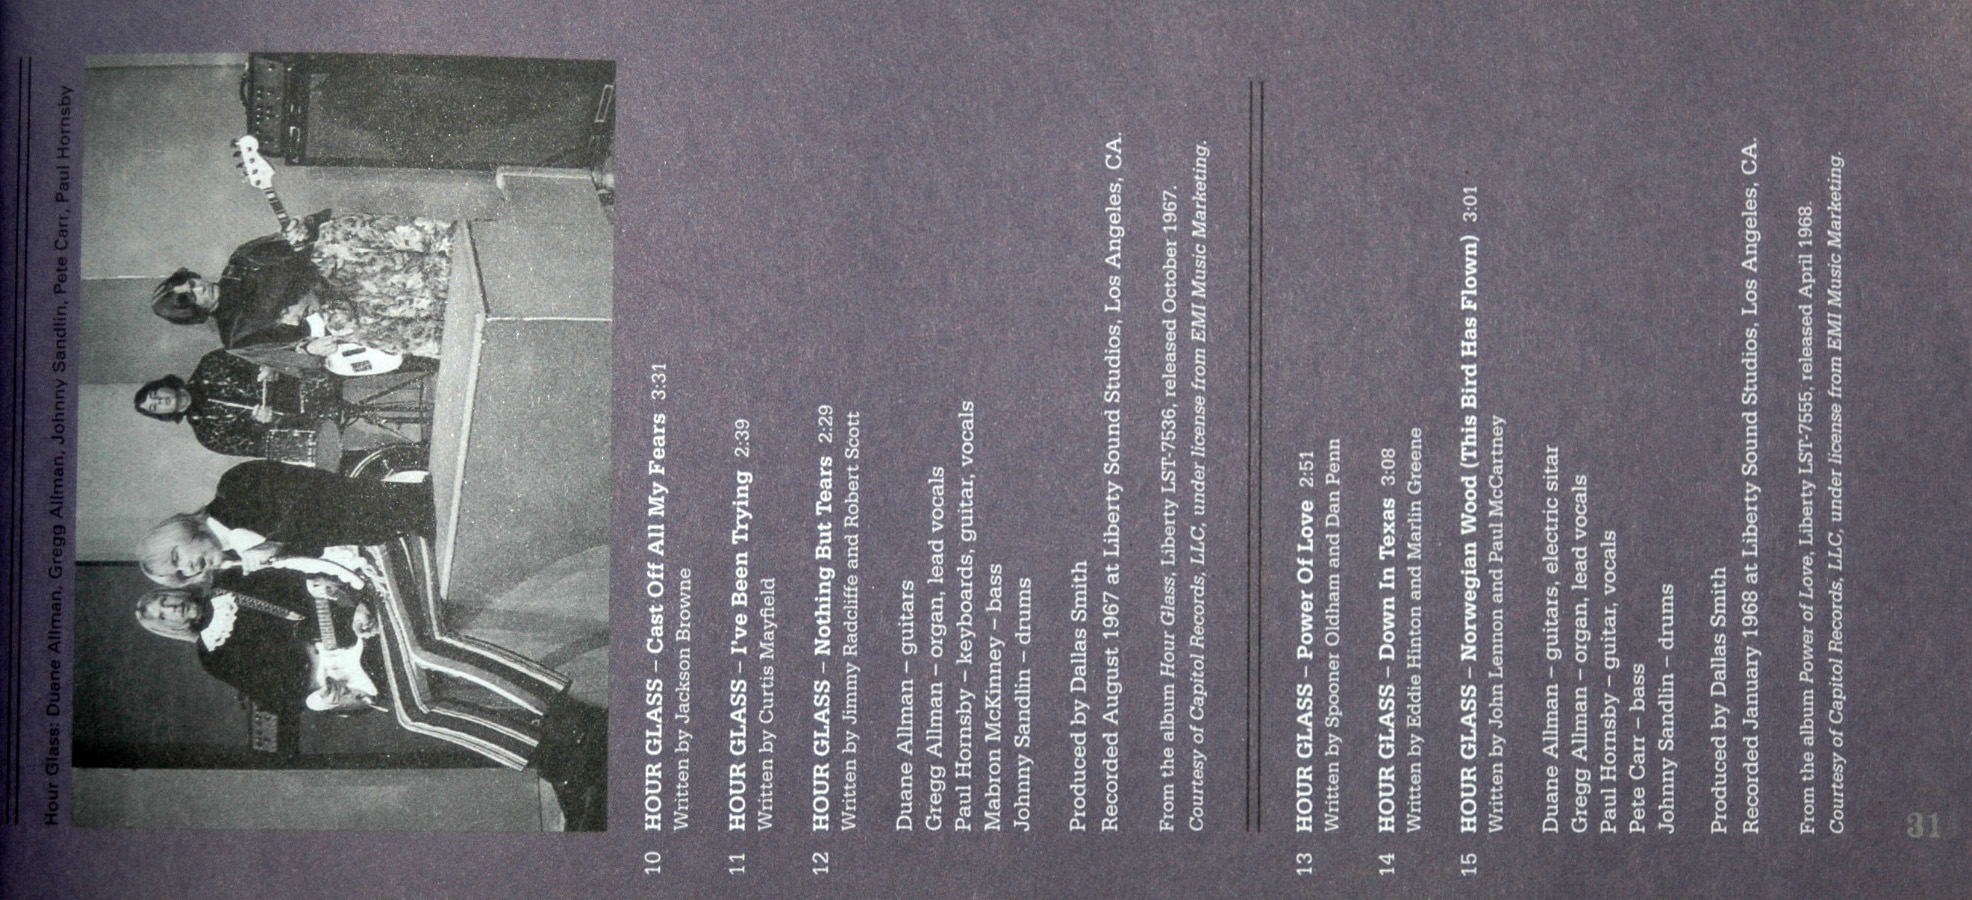 Hour Glass: Duane Allman, Gregg Allman, Johnny Sandlin, Pete Carr, Paul Hornsby
10 HOUR GLASS – Cast Off All My Fears 3:31
Written by Jackson Browne
11 HOUR GLASS – I've Been Trying 2:39
Written by Curtis Mayfield
12 HOUR GLASS – Nothing But Tears 2:29
Written by Jimmy Radcliffe and Robert Scott
Duane Allman – guitars
Gregg Allman – organ, lead vocals
Paul Hornsby – keyboards, guitar, vocals
Mabron McKinney – bass
Johnny Sandlin – drums
Produced by Dallas Smith
Recorded August 1967 at Liberty Sound Studios, Los Angeles, CA.
From the album Hour Glass, Liberty LST-7536, released October 1967.
Courtesy of Capitol Records, LLC, under license from EMI Music Marketing.
13 HOUR GLASS – Power Of Love 2:51
Written by Spooner Oldham and Dan Penn
14 HOUR GLASS – Down In Texas 3:08
Written by Eddie Hinton and Marlin Greene
15 HOUR GLASS – Norwegian Wood (This Bird Has Flown) 3:01
Written by John Lennon and Paul McCartney
Duane Allman – guitars, electric sitar
Gregg Allman – organ, lead vocals
Paul Hornsby – guitar, vocals
Pete Carr – bass
Johnny Sandlin – drums
Produced by Dallas Smith
Recorded January 1968 at Liberty Sound Studios, Los Angeles, CA.
From the album Power of Love, Liberty LST-7555, released April 1968.
Courtesy of Capitol Records, LLC, under license from EMI Music Marketing.
31